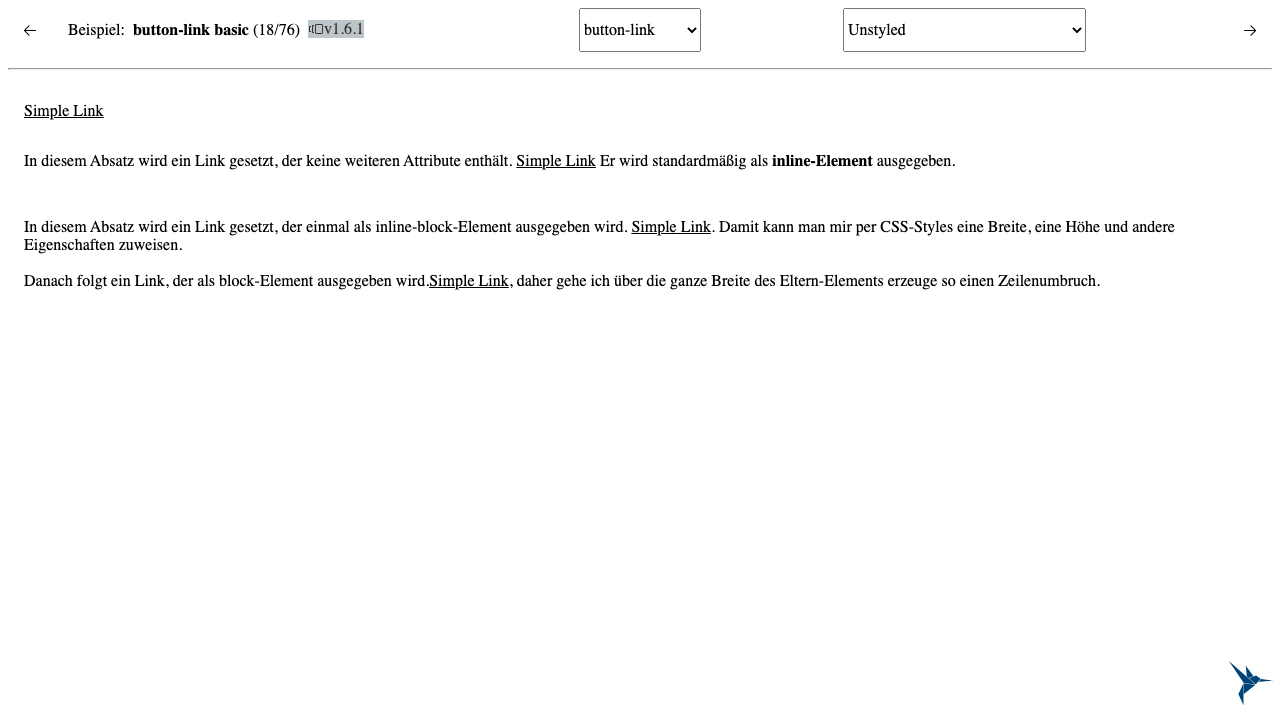 ← Beispiel: button-link basic (18/76) v1.6.1 button-link Unstyled →
Simple Link
In diesem Absatz wird ein Link gesetzt, der keine weiteren Attribute enthält. Simple Link Er wird standardmäßig als inline-Element ausgegeben.
In diesem Absatz wird ein Link gesetzt, der einmal als inline-block-Element ausgegeben wird. Simple Link. Damit kann man mir per CSS-Styles eine Breite, eine Höhe und andere
Eigenschaften zuweisen.
Danach folgt ein Link, der als block-Element ausgegeben wird.Simple Link, daher gehe ich über die ganze Breite des Eltern-Elements erzeuge so einen Zeilenumbruch.